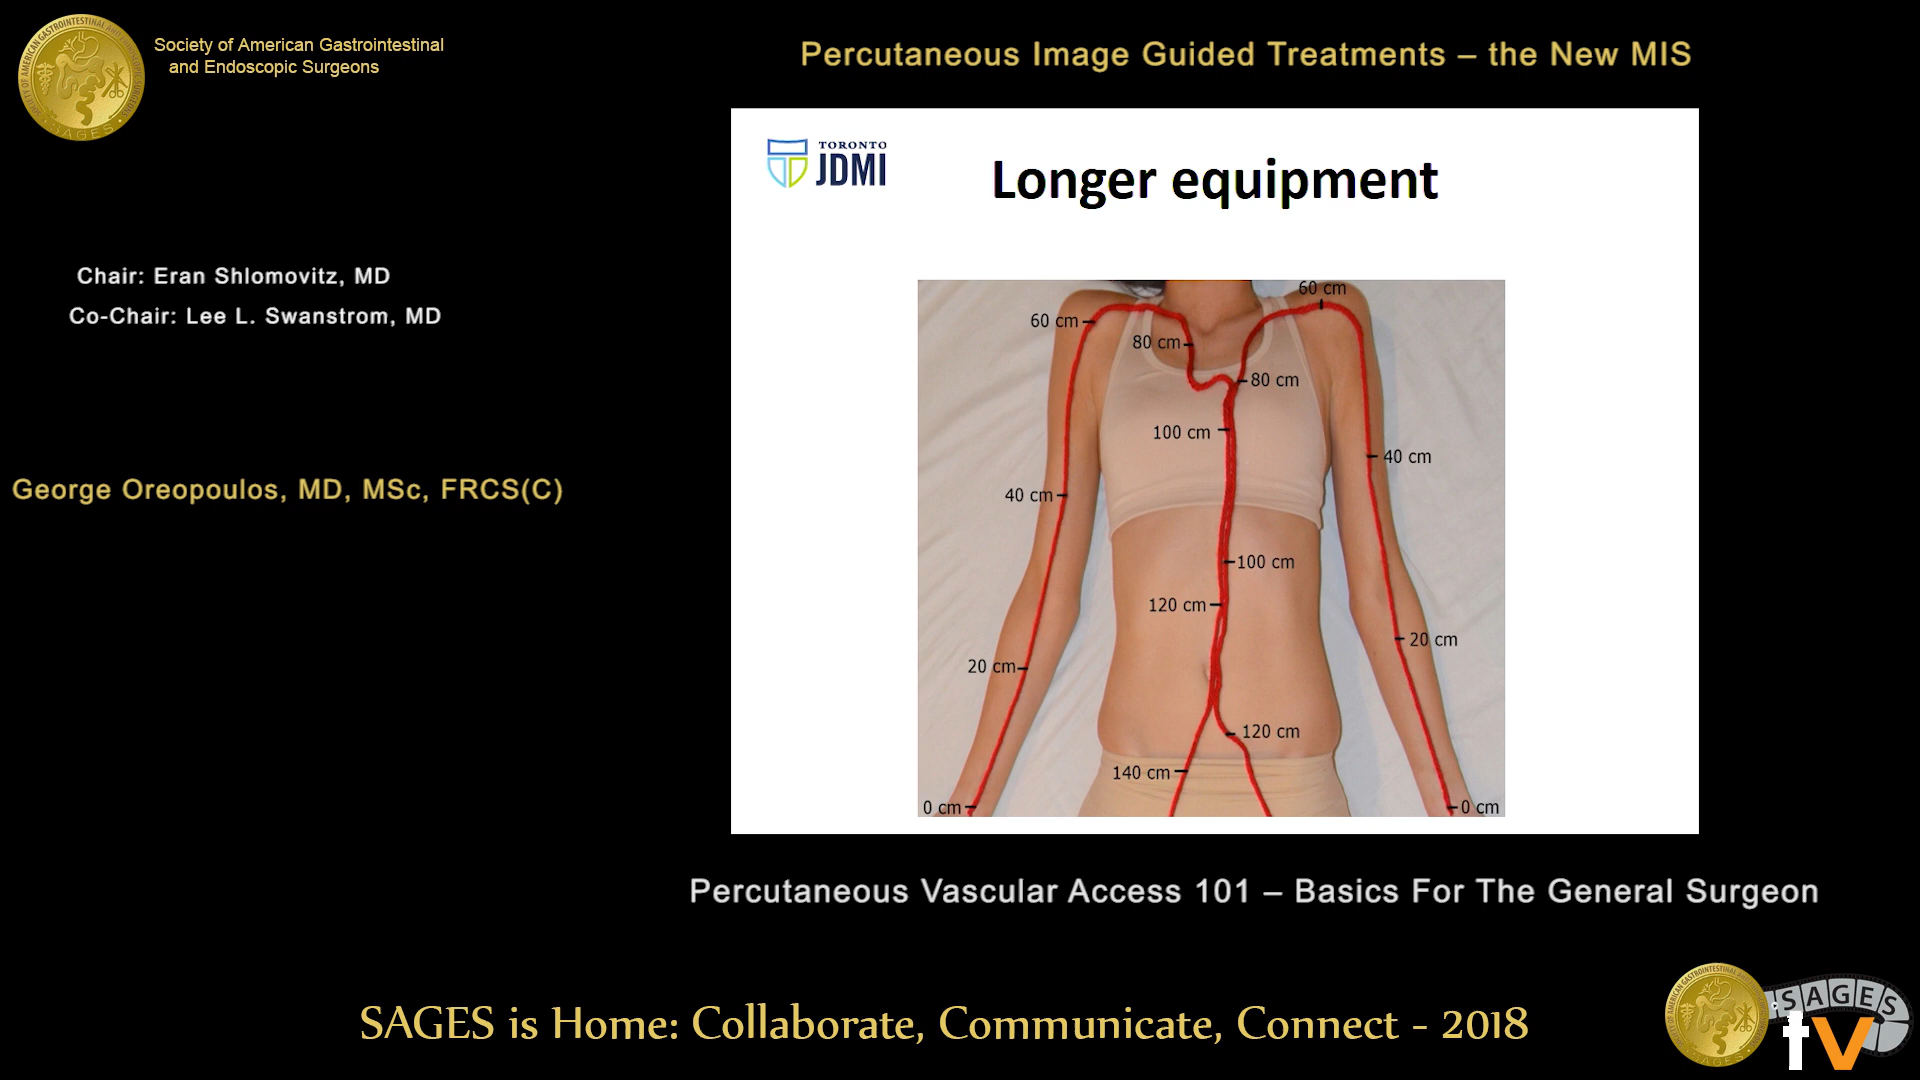 Society of American Gastrointestinal
and Endoscopic Surgeons
Percutaneous Image Guided Treatments – the New MIS
Chair: Eran Shlomovitz, MD
Co-Chair: Lee L. Swanstrom, MD
George Oreopoulos, MD, MSc, FRCS(C)
TORONTO
JDMI
Longer equipment
60 cm
60 cm
80 cm
80 cm
100 cm
40 cm
40 cm
100 cm
120 cm
20 cm
20 cm
120 cm
140 cm
0 cm
0 cm
Percutaneous Vascular Access 101 – Basics For The General Surgeon
SAGES is Home: Collaborate, Communicate, Connect - 2018
SAGES
SAGES
tv